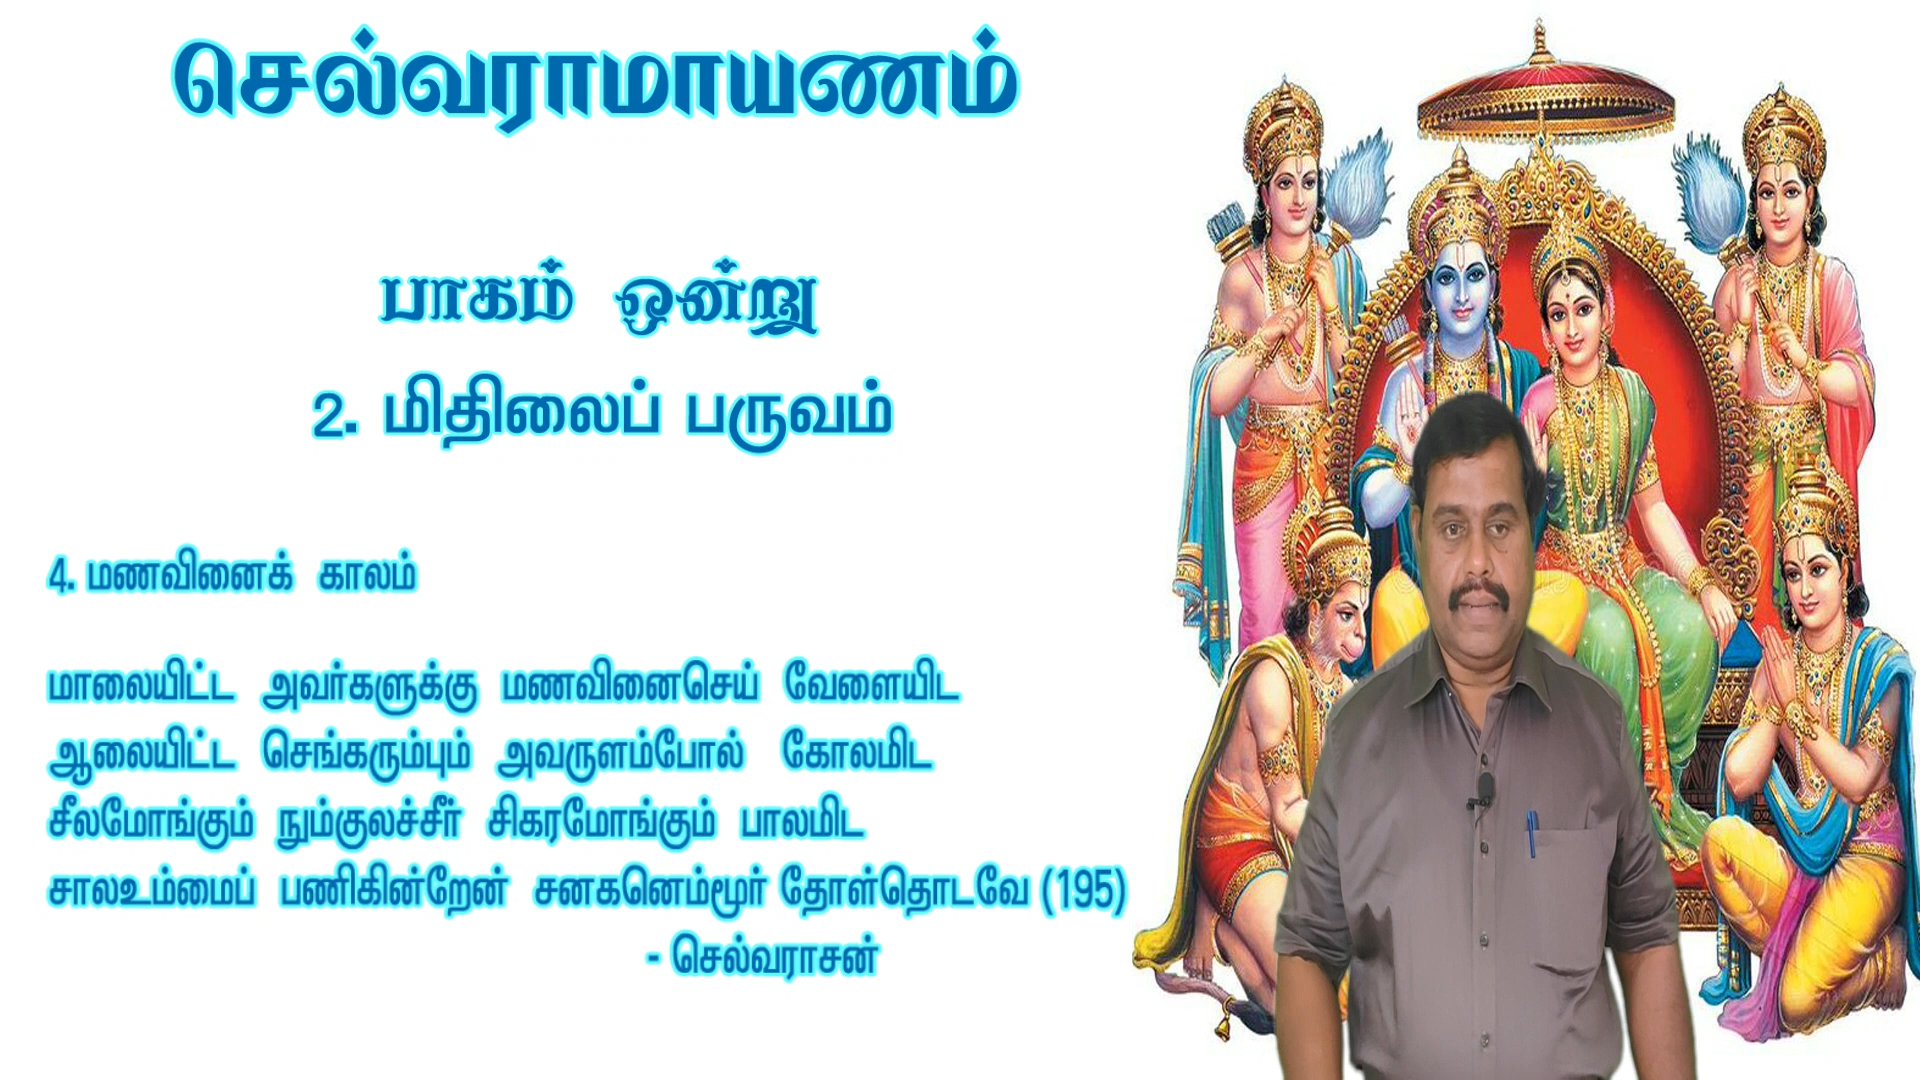 செல்வராமாயணம்
பாகம் ஒன்று
2. மிதிலைப் பருவம்
4. மணவினைக் காலம்
மாலையிட்ட அவர்களுக்கு மணவினைசெய் வேளையிட
ஆலையிட்ட செங்கரும்பும் அவருளம்போல் கோலமிட
சீலமோங்கும் நும்குலச்சீர் சிகரமோங்கும் பாலமிட
சாலஉம்மைப் பணிகின்றேன் சனகனெம்மூர் தோள்தொடவே (195)
- செல்வராசன்